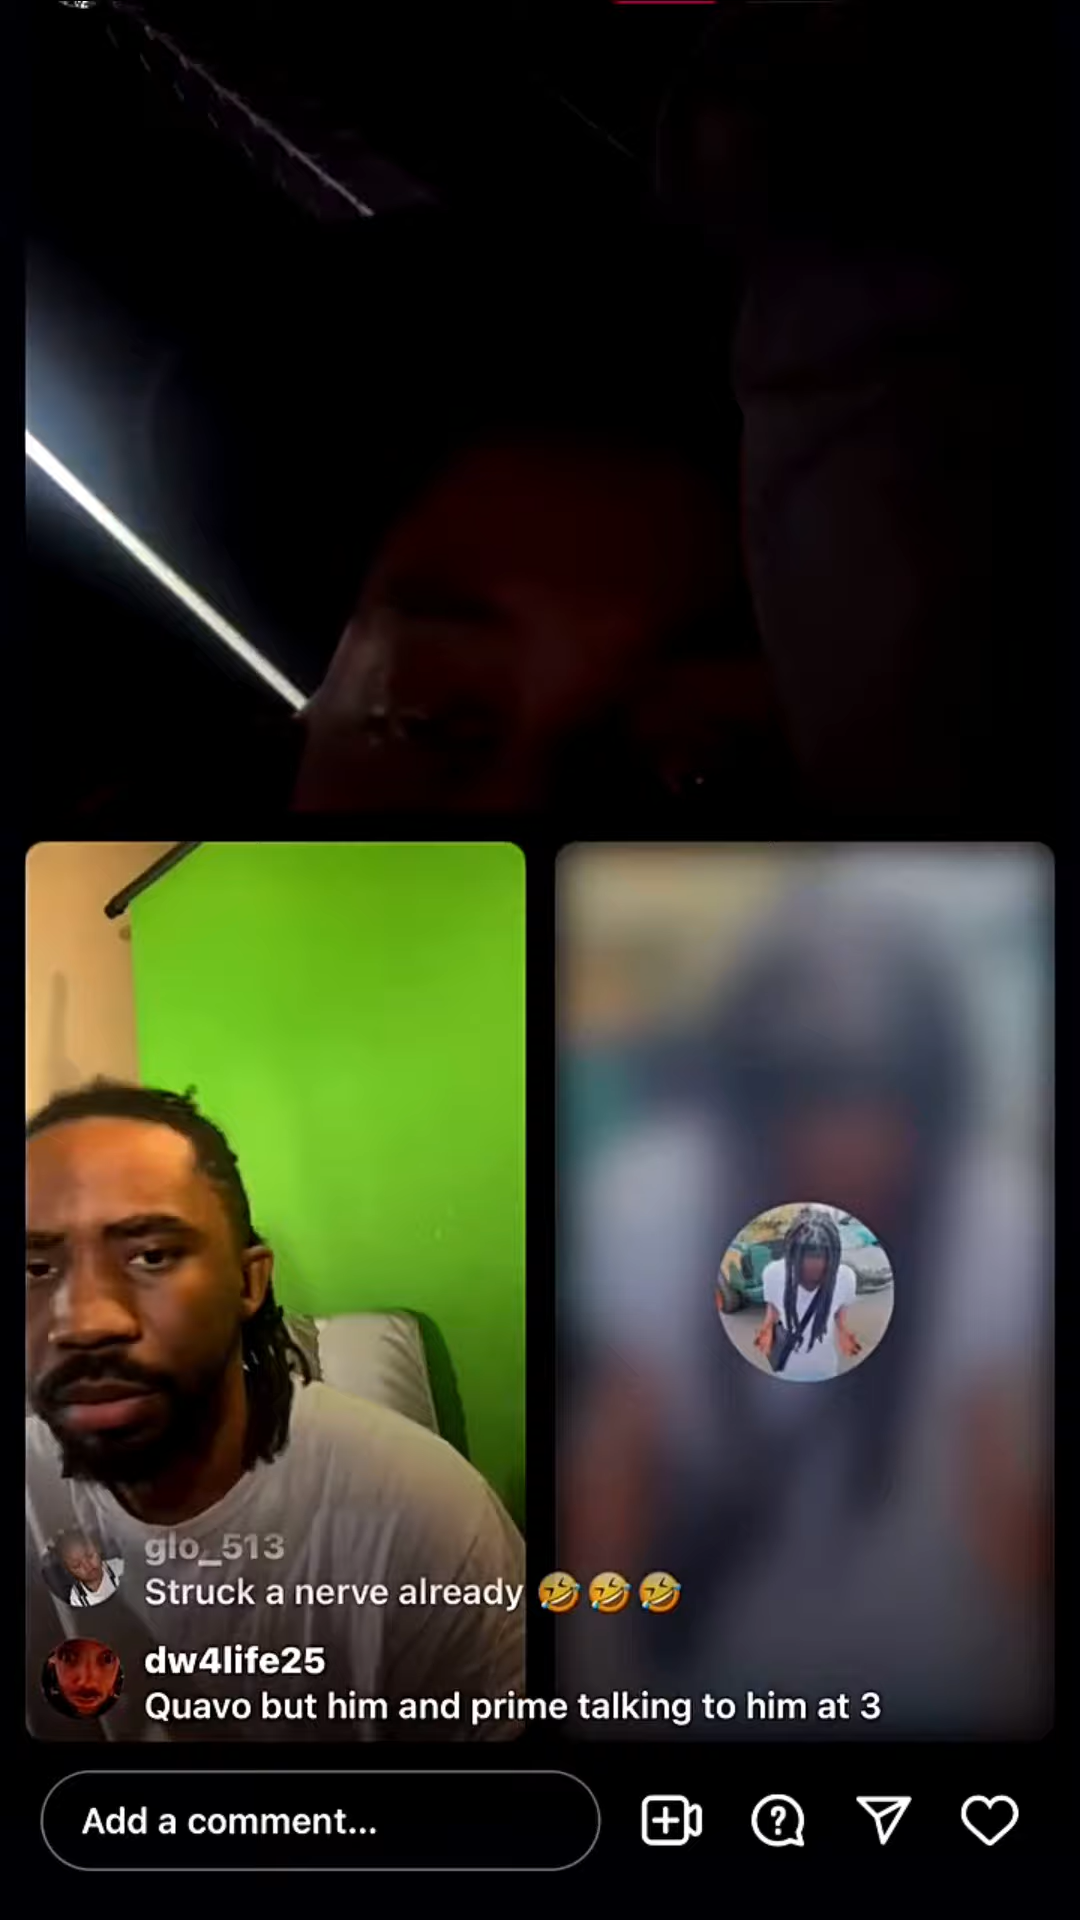 glo_513
Struck a nerve already 🤣🤣🤣
dw4life25
Quavo but him and prime talking to him at 3
Add a comment...